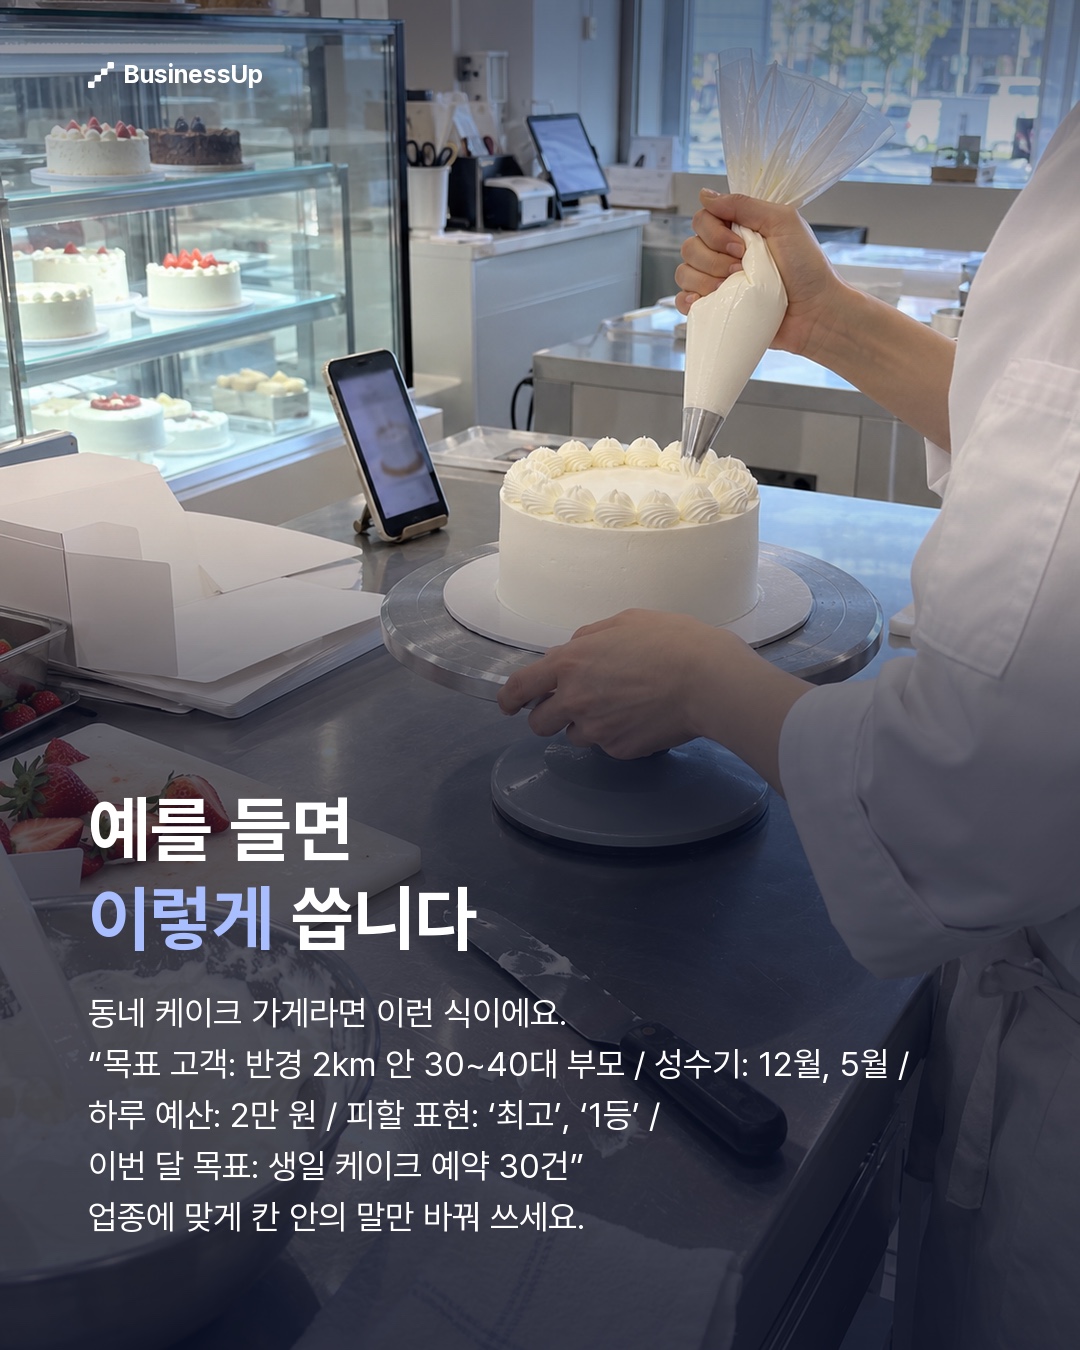 BusinessUp
예를 들면
이렇게 씁니다
동네 케이크 가게라면 이런 식이에요.
“목표 고객: 반경 2km 안 30~40대 부모 / 성수기: 12월, 5월 /
하루 예산: 2만 원 / 피할 표현: ‘최고’, ‘1등’ /
이번 달 목표: 생일 케이크 예약 30건”
업종에 맞게 칸 안의 말만 바꿔 쓰세요.